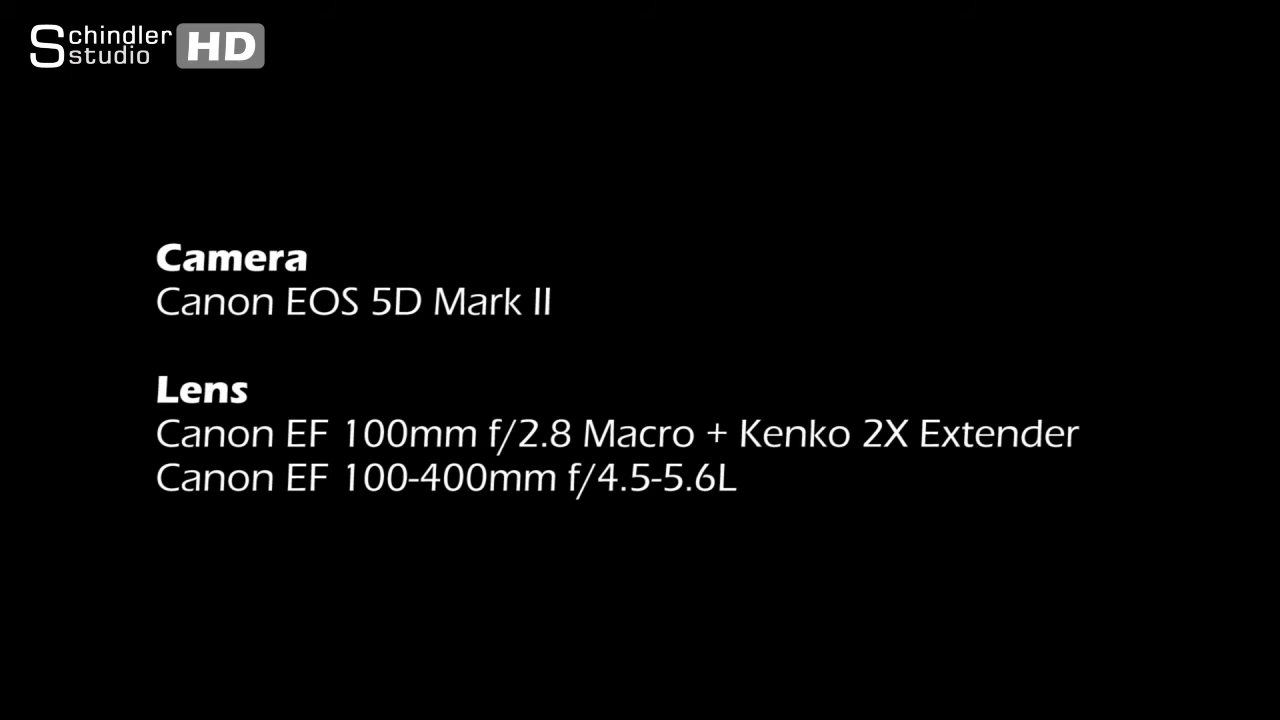 Schindler
studio HD
Camera
Canon EOS 5D Mark II
Lens
Canon EF 100mm f/2.8 Macro + Kenko 2X Extender
Canon EF 100-400mm f/4.5-5.6L